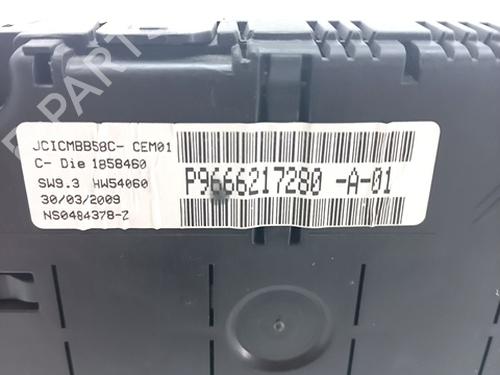 JCICMBB58C- CEM01
C- Die 1858460
SW9.3 HW54060
30/03/2009
NS0484378-Z
P9666217280 -A-01